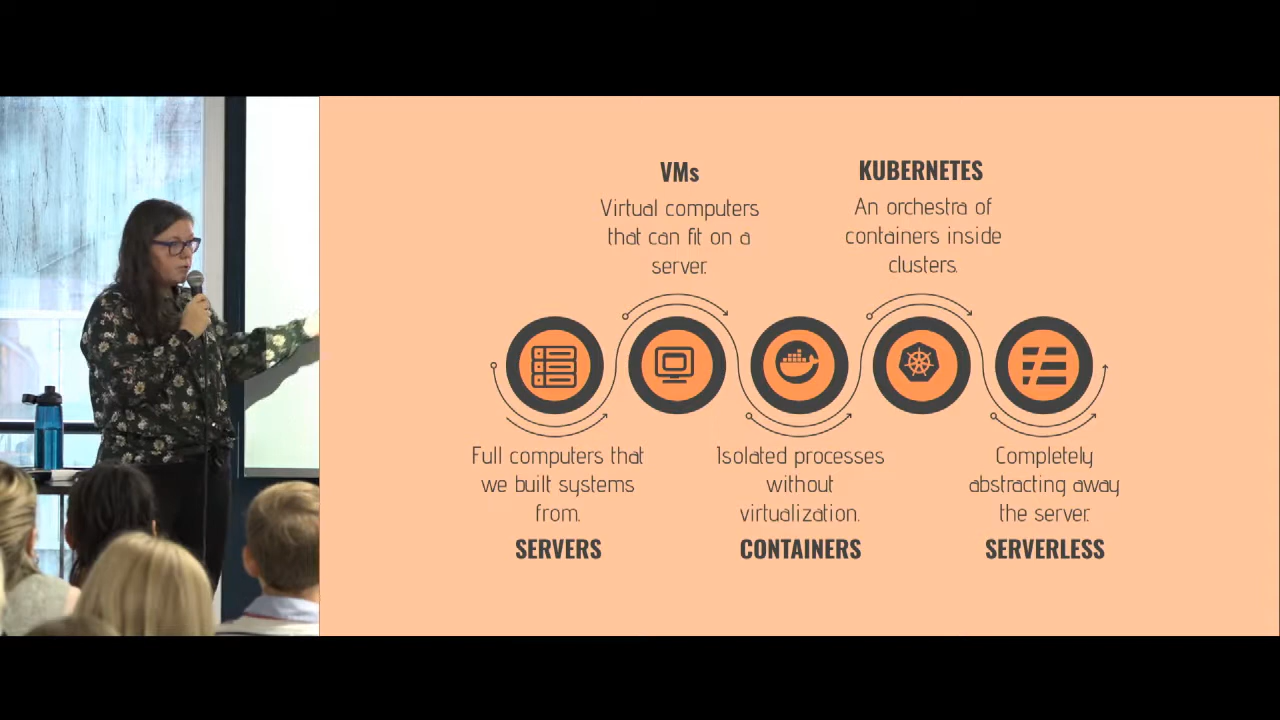 VMs
Virtual computers
that can fit on a
server.
KUBERNETES
An orchestra of
containers inside
clusters.
Full computers that
we built systems
from.
SERVERS
Isolated processes
without
virtualization.
CONTAINERS
Completely
abstracting away
the server.
SERVERLESS